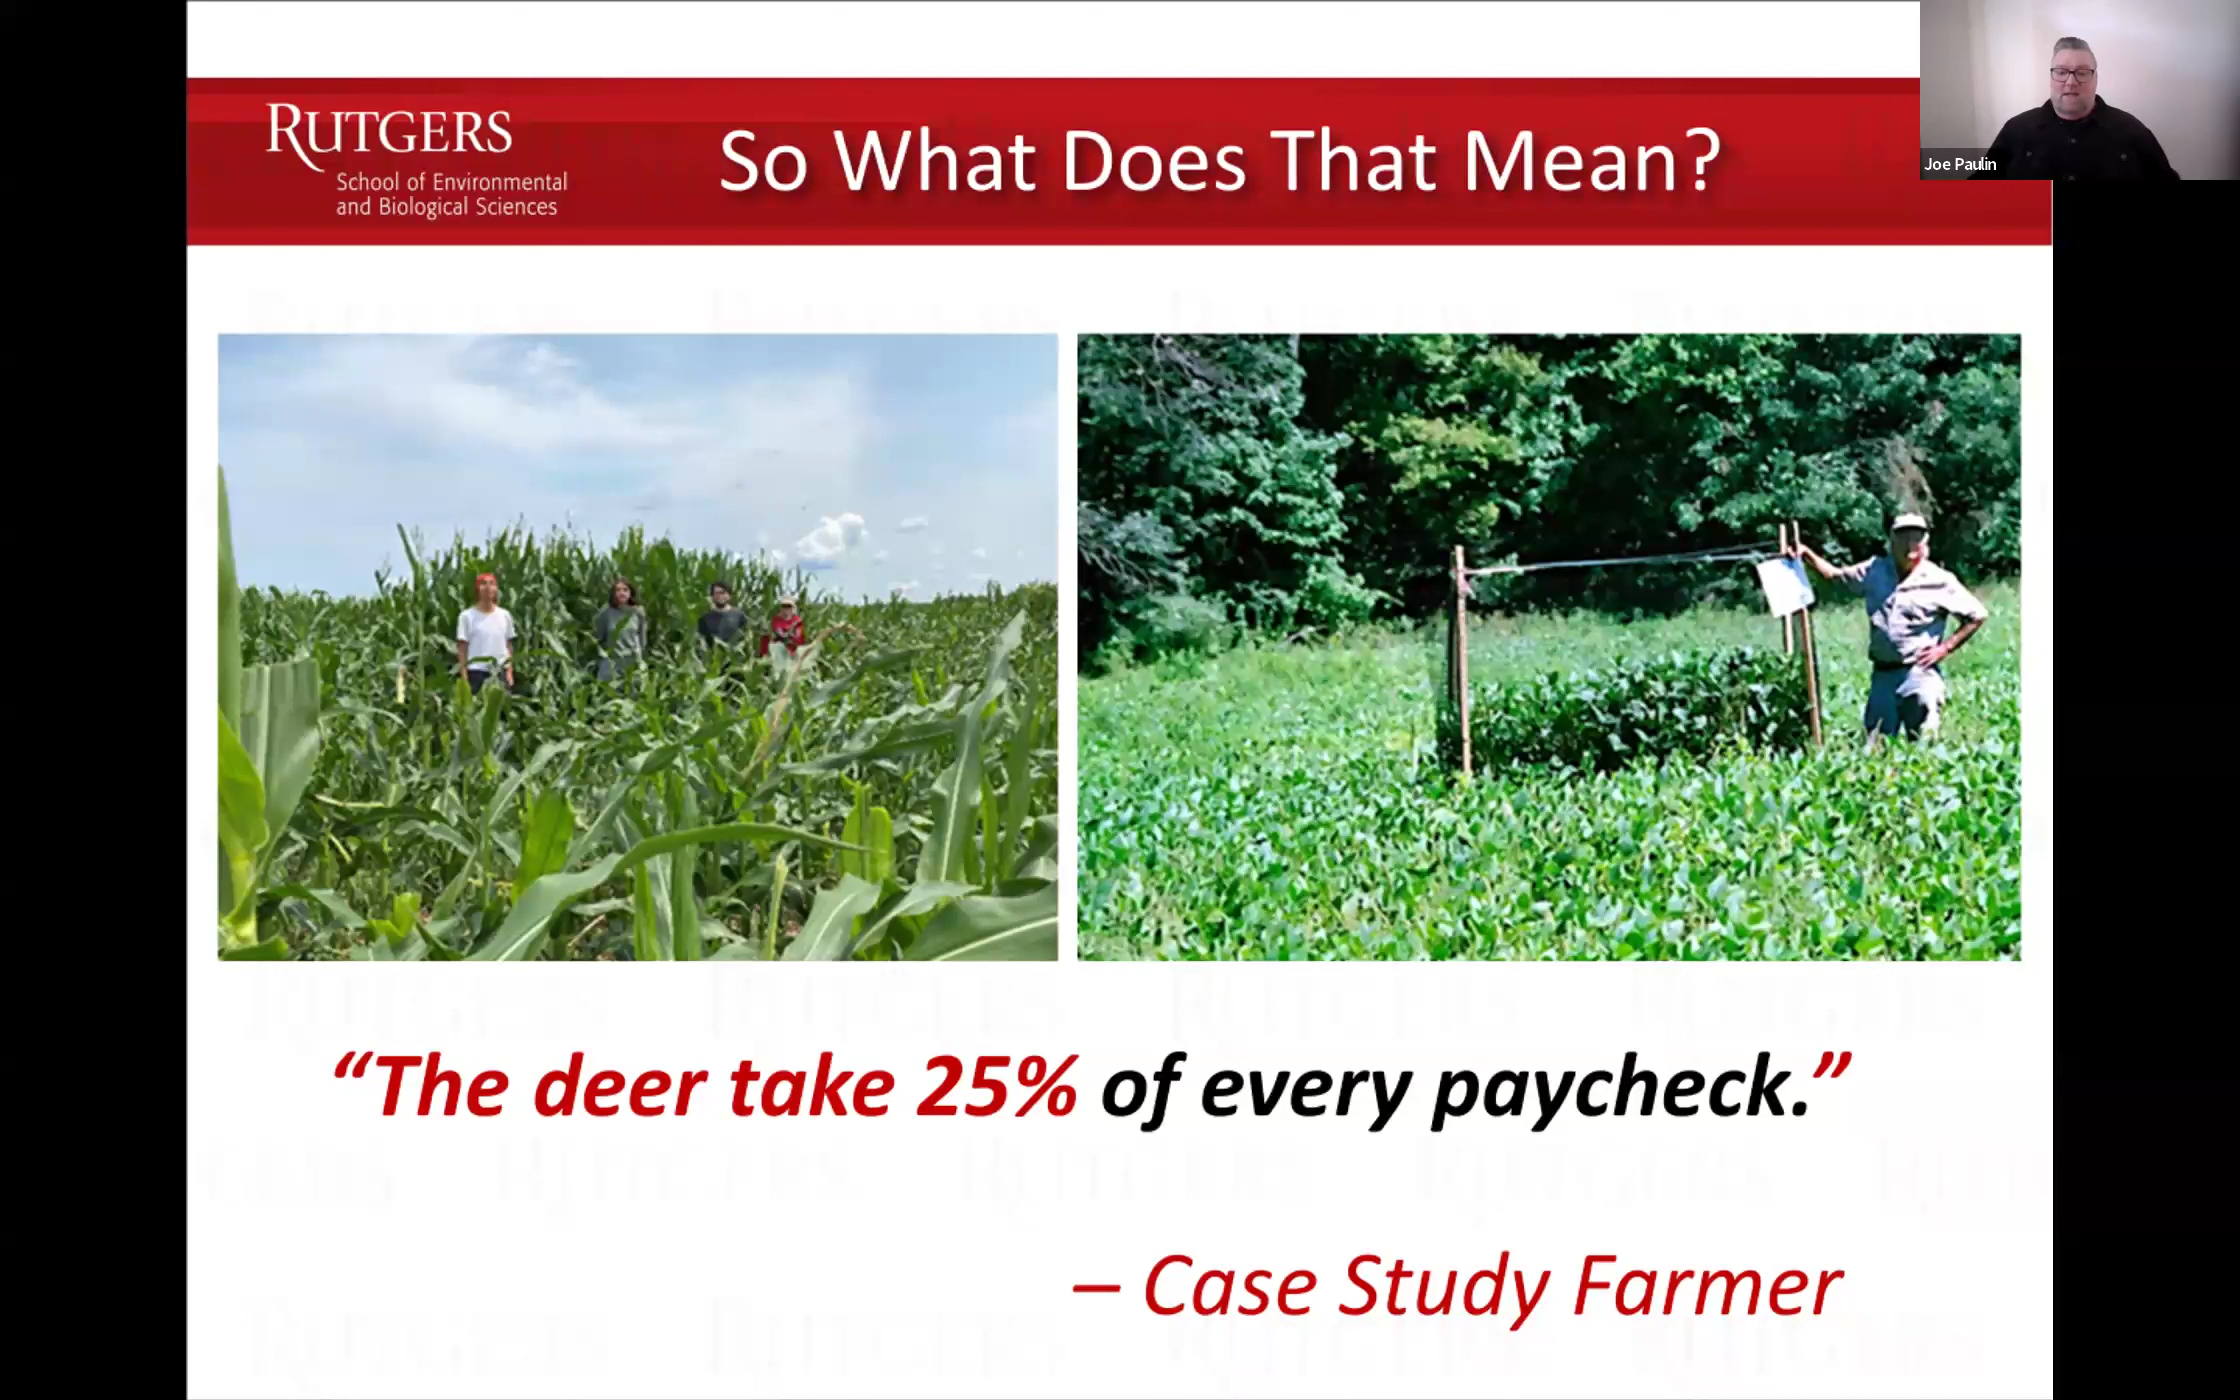 RUTGERS
School of Environmental
and Biological Sciences
So What Does That Mean?
Joe Paulin
“The deer take 25% of every paycheck.”
– Case Study Farmer